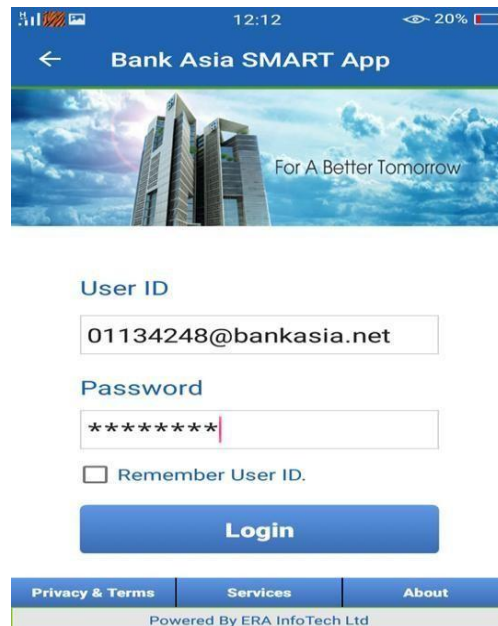 H
12:12
20%
Bank Asia SMART App
For A Better Tomorrow
User ID
01134248@bankasia.net
Password
********
Remember User ID.
Login
Privacy & Terms
Services
About
Powered By ERA InfoTech Ltd